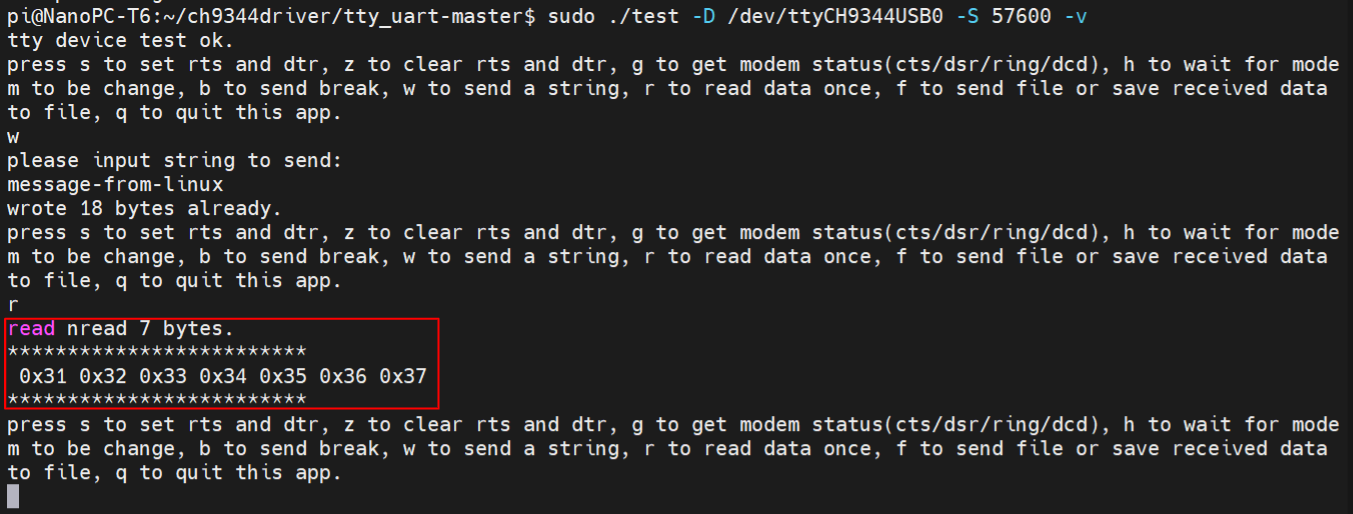 pi@NanoPC-T6:~/ch9344driver/tty_uart-master$ sudo ./test -D /dev/ttyCH9344USB0 -S 57600 -v
tty device test ok.
press s to set rts and dtr, z to clear rts and dtr, g to get modem status(cts/dsr/ring/dcd), h to wait for mode
m to be change, b to send break, w to send a string, r to read data once, f to send file or save received data
to file, q to quit this app.
w
please input string to send:
message-from-linux
wrote 18 bytes already.
press s to set rts and dtr, z to clear rts and dtr, g to get modem status(cts/dsr/ring/dcd), h to wait for mode
m to be change, b to send break, w to send a string, r to read data once, f to send file or save received data
to file, q to quit this app.
r
read nread 7 bytes.
*************************
0x31 0x32 0x33 0x34 0x35 0x36 0x37
*************************
press s to set rts and dtr, z to clear rts and dtr, g to get modem status(cts/dsr/ring/dcd), h to wait for mode
m to be change, b to send break, w to send a string, r to read data once, f to send file or save received data
to file, q to quit this app.